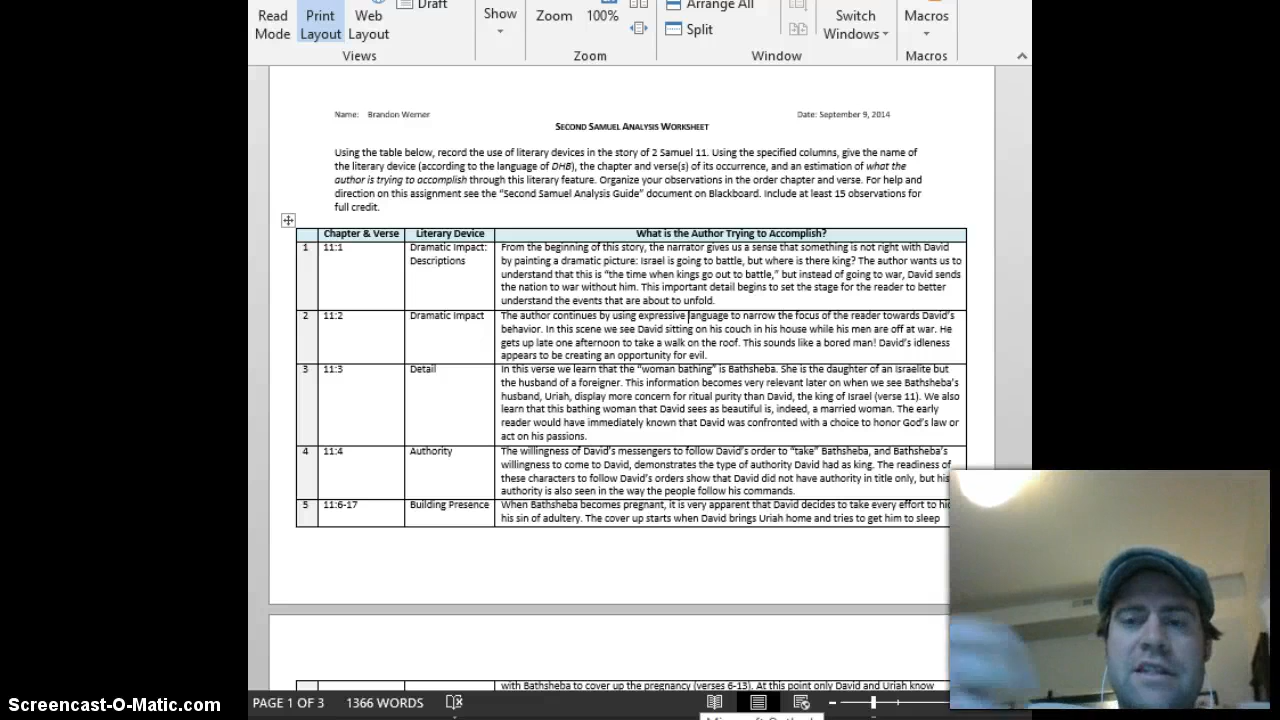 Draft
Arrange All
Read Mode
Print Layout
Web Layout
Show
Zoom
100%
Split
Switch Windows
Macros
Views
Zoom
Window
Macros
Name: Brandon Werner
Date: September 9, 2014
SECOND SAMUEL ANALYSIS WORKSHEET
Using the table below, record the use of literary devices in the story of 2 Samuel 11. Using the specified columns, give the name of
the literary device (according to the language of DHB), the chapter and verse(s) of its occurrence, and an estimation of what the
author is trying to accomplish through this literary feature. Organize your observations in the order chapter and verse. For help and
direction on this assignment see the "Second Samuel Analysis Guide" document on Blackboard. Include at least 15 observations for
full credit.
Chapter & Verse Literary Device What is the Author Trying to Accomplish?
1 11:1 Dramatic Impact: From the beginning of this story, the narrator gives us a sense that something is not right with David
Descriptions by painting a dramatic picture: Israel is going to battle, but where is there king? The author wants us to
understand that this is "the time when kings go out to battle," but instead of going to war, David sends
the nation to war without him. This important detail begins to set the stage for the reader to better
understand the events that are about to unfold.
2 11:2 Dramatic Impact The author continues by using expressive language to narrow the focus of the reader towards David's
behavior. In this scene we see David sitting on his couch in his house while his men are off at war. He
gets up late one afternoon to take a walk on the roof. This sounds like a bored man! David's idleness
appears to be creating an opportunity for evil.
3 11:3 Detail In this verse we learn that the "woman bathing" is Bathsheba. She is the daughter of an Israelite but
the husband of a foreigner. This information becomes very relevant later on when we see Bathsheba's
husband, Uriah, display more concern for ritual purity than David, the king of Israel (verse 11). We also
learn that this bathing woman that David sees as beautiful is, indeed, a married woman. The early
reader would have immediately known that David was confronted with a choice to honor God's law or
act on his passions.
4 11:4 Authority The willingness of David's messengers to follow David's order to "take" Bathsheba, and Bathsheba's
willingness to come to David, demonstrates the type of authority David had as king. The readiness of
these characters to follow David's orders show that David did not have authority in title only, but his
authority is also seen in the way the people follow his commands.
5 11:6-17 Building Presence When Bathsheba becomes pregnant, it is very apparent that David decides to take every effort to
his sin of adultery. The cover up starts when David brings Uriah home and tries to get him to sleep
with Bathsheba to cover up the pregnancy (verses 6-13). At this point only David and Uriah know
PAGE 1 OF 3 1366 WORDS
Screencast-O-Matic.com